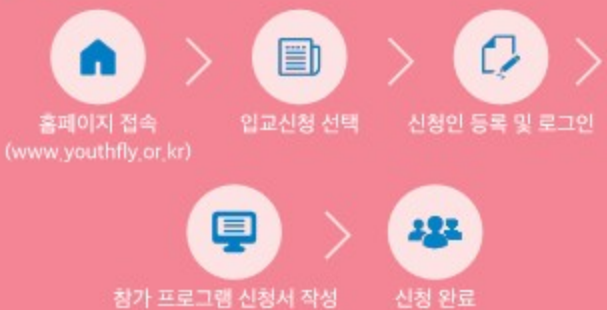 홈페이지 접속
(www.youthfly.or.kr)
입교신청 선택
신청인 등록 및 로그인
참가 프로그램 신청서 작성
신청 완료